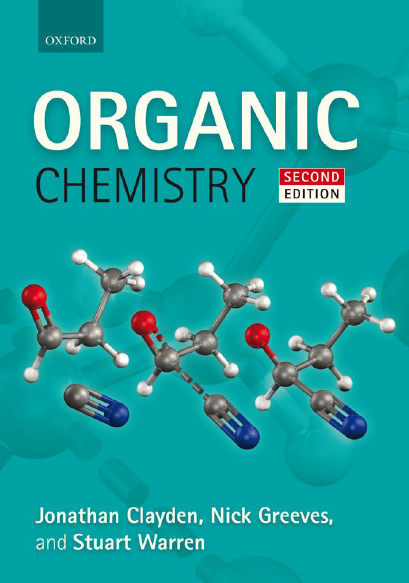 OXFORD
ORGANIC
CHEMISTRY
SECOND
EDITION
Jonathan Clayden, Nick Greeves,
and Stuart Warren